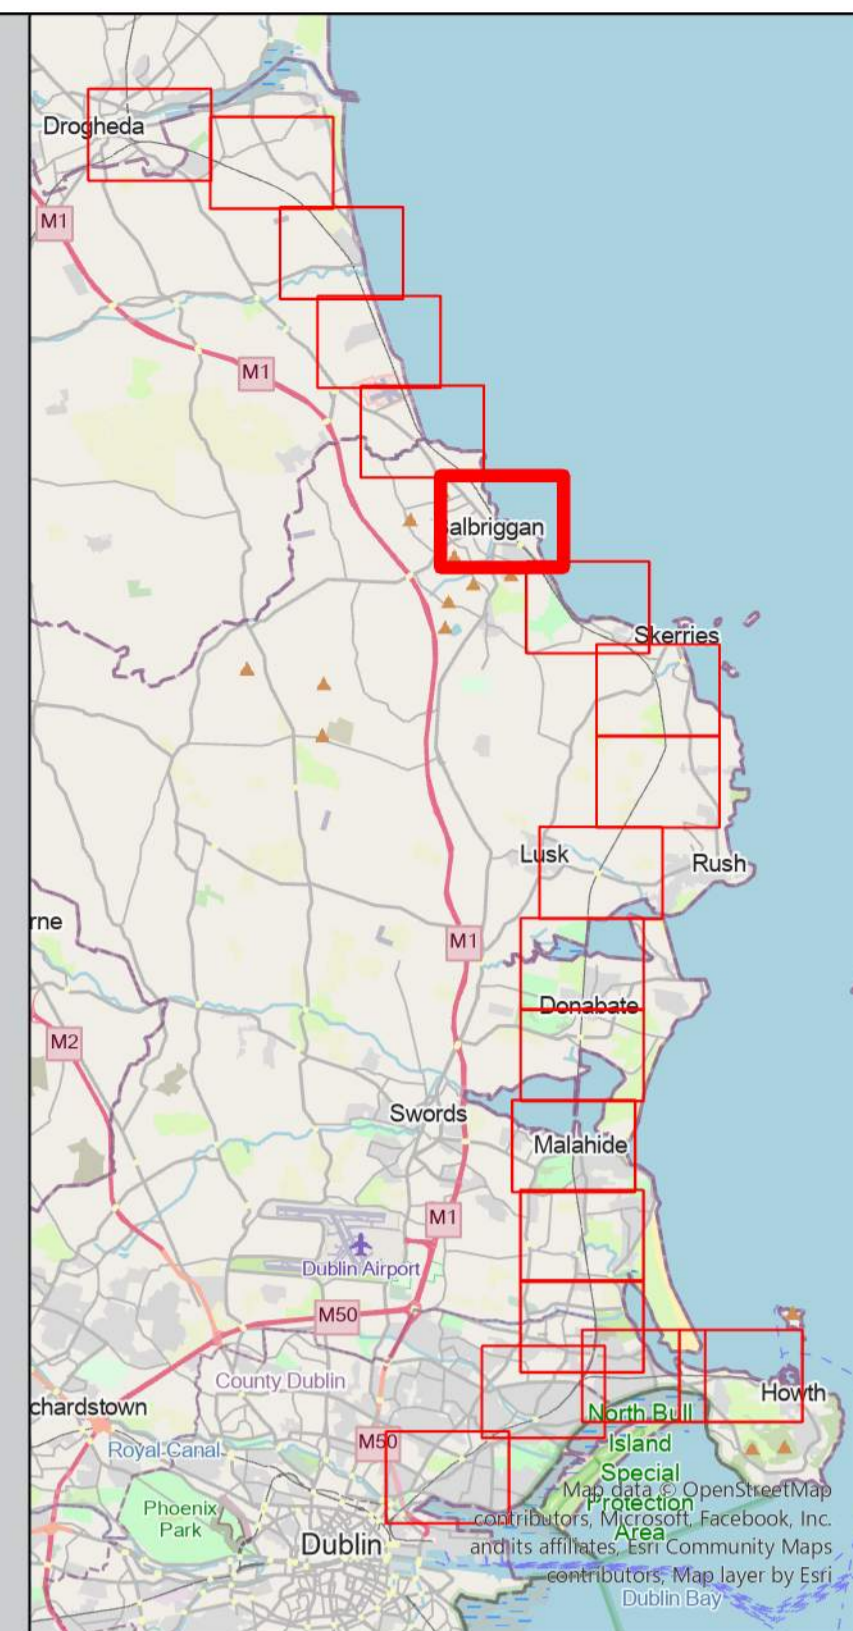 Drogheda
M1
M1
albriggan
Skerries
Lusk
Rush
rne
M1
Donabate
M2
Swords
Malahide
M1
Dublin Airport
M50
County Dublin
Howth
chardstown
North Bull
Island
Special
Protection
Area
M50
Royal Canal
Phoenix
Park
Map data © OpenStreetMap
contributors, Microsoft, Facebook, Inc.
and its affiliates, Esri Community Maps
contributors, Map layer by Esri
Dublin
Dublin Bay